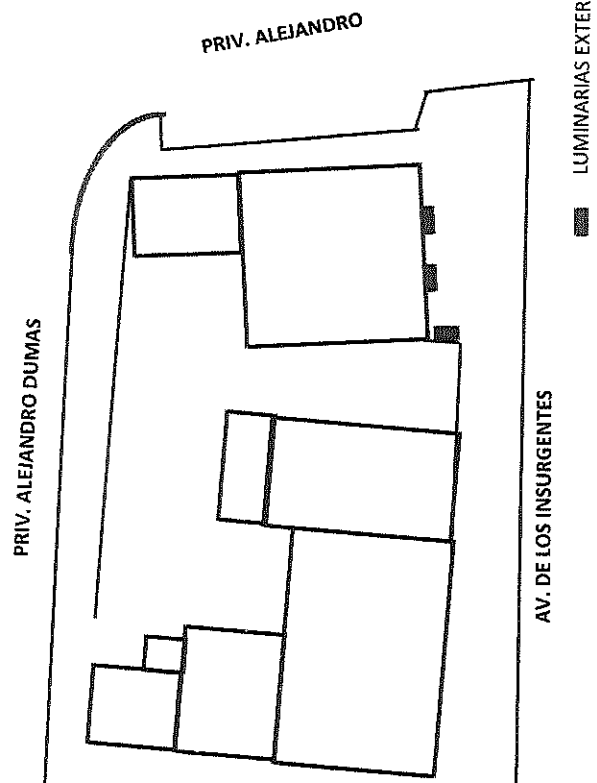 PRIV. ALEJANDRO
PRIV. ALEJANDRO DUMAS
AV. DE LOS INSURGENTES
LUMINARIAS EXTER